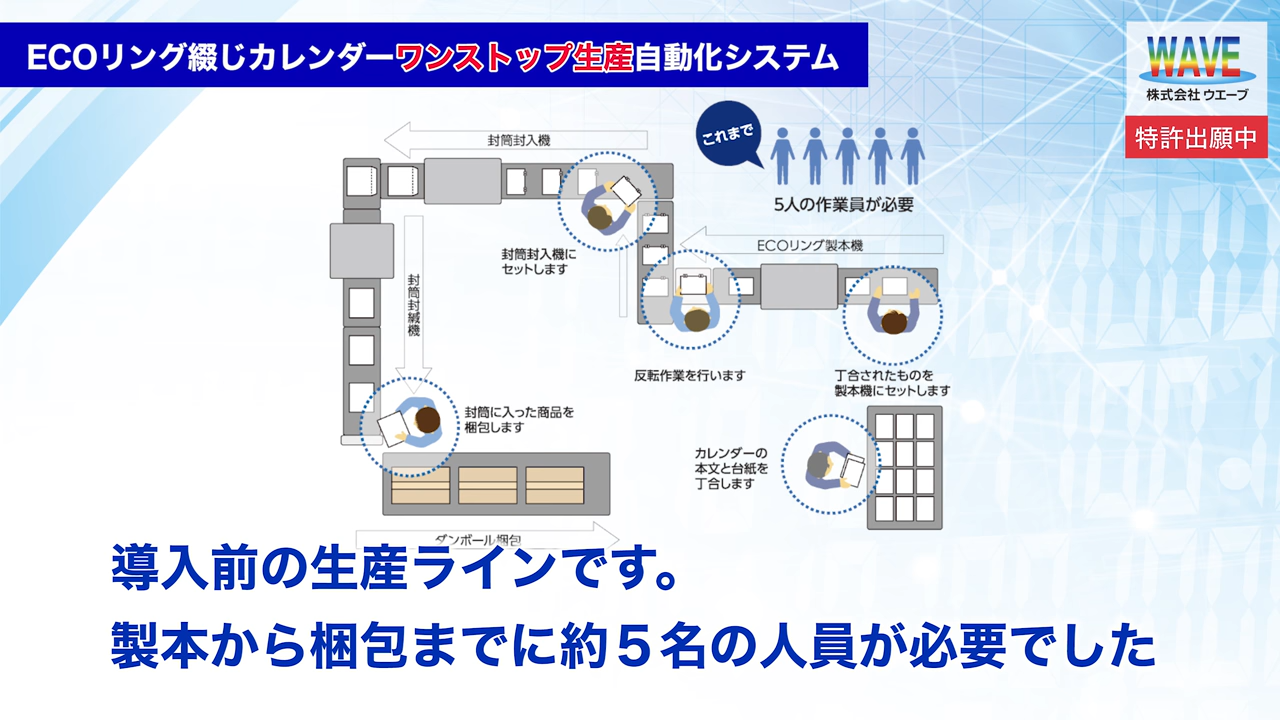 ECOリング綴じカレンダーワンストップ生産自動化システム
WAVE
株式会社 ウエーブ
特許出願中
封筒封入機
これまで
5人の作業員が必要
ECOリング製本機
封筒封入機に
セットします
封筒封緘機
反転作業を行います
丁合されたものを
製本機にセットします
封筒に入った商品を
梱包します
カレンダーの
本文と台紙を
丁合します
ダンボール梱包
導入前の生産ラインです。
製本から梱包までに約５名の人員が必要でした